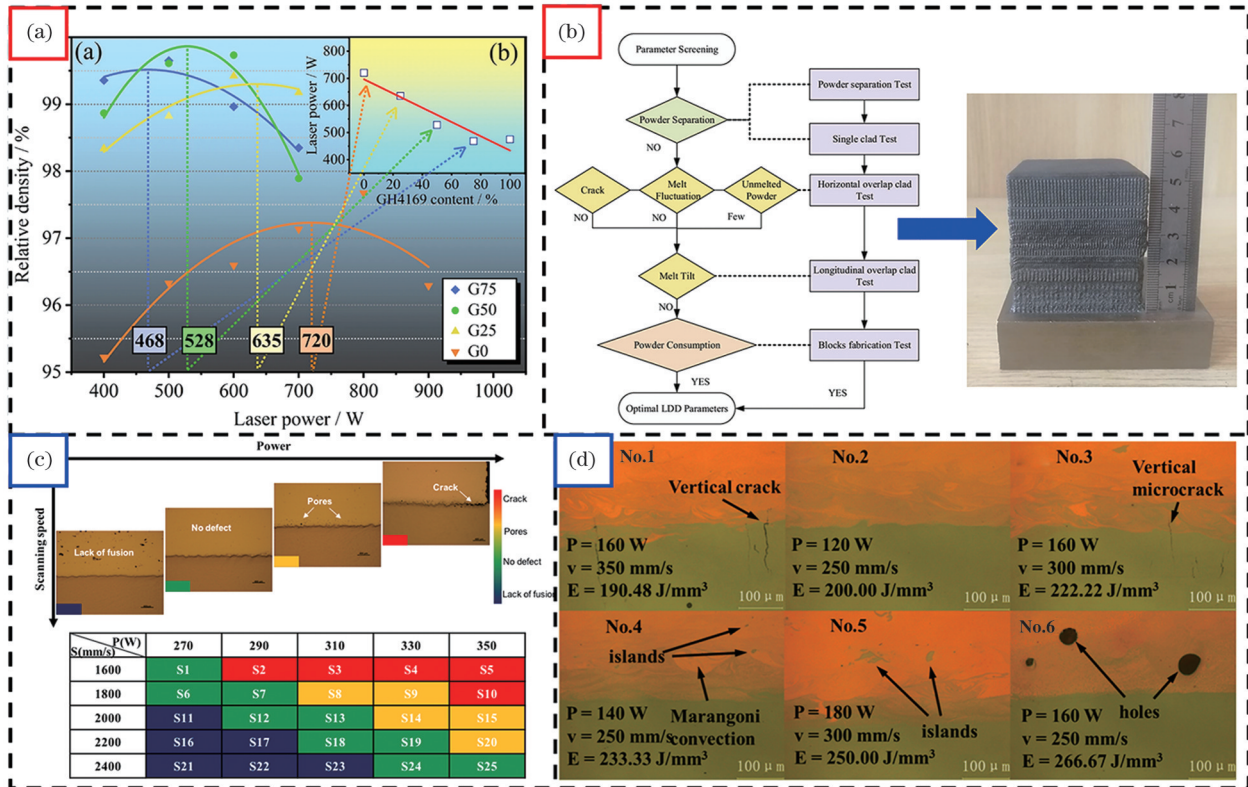 (a)
(a)
(b)
Relative density / %
99
98
97
96
95
400
500
600
700
800
900
1000
Laser power / W
468
528
635
720
G75
G50
G25
G0
Laser power / W
800
700
600
500
400
0
20
40
60
80
100
GH4169 content / %
(b)
Parameter Screening
Powder Separation
NO
Crack
Melt
Fluctuation
Unmelted
Powder
NO
NO
Few
Melt Tilt
NO
Powder Consumption
YES
Optimal LDD Parameters
Powder separation Test
Single clad Test
Horizontal overlap clad
Test
Longitudinal overlap clad
Test
Blocks fabrication Test
YES
8
7
6
5
4
3
2
1 cm
(c)
Power
Scanning speed
Lack of fusion
No defect
Pores
Crack
Crack
Pores
No defect
Lack of fusion
S(mm/s) P(W) 270 290 310 330 350
1600 S1 S2 S3 S4 S5
1800 S6 S7 S8 S9 S10
2000 S11 S12 S13 S14 S15
2200 S16 S17 S18 S19 S20
2400 S21 S22 S23 S24 S25
(d)
No.1
Vertical crack
P = 160 W
v = 350 mm/s
E = 190.48 J/mm³
100 μm
No.2
P = 120 W
v = 250 mm/s
E = 200.00 J/mm³
100 μm
No.3
Vertical
microcrack
P = 160 W
v = 300 mm/s
E = 222.22 J/mm³
100 μm
No.4
islands
P = 140 W
v = 250 mm/s
E = 233.33 J/mm³
Marangoni
convection
100 μm
No.5
P = 180 W
v = 300 mm/s
E = 250.00 J/mm³
islands
100 μm
No.6
holes
P = 160 W
v = 250 mm/s
E = 266.67 J/mm³
100 μm